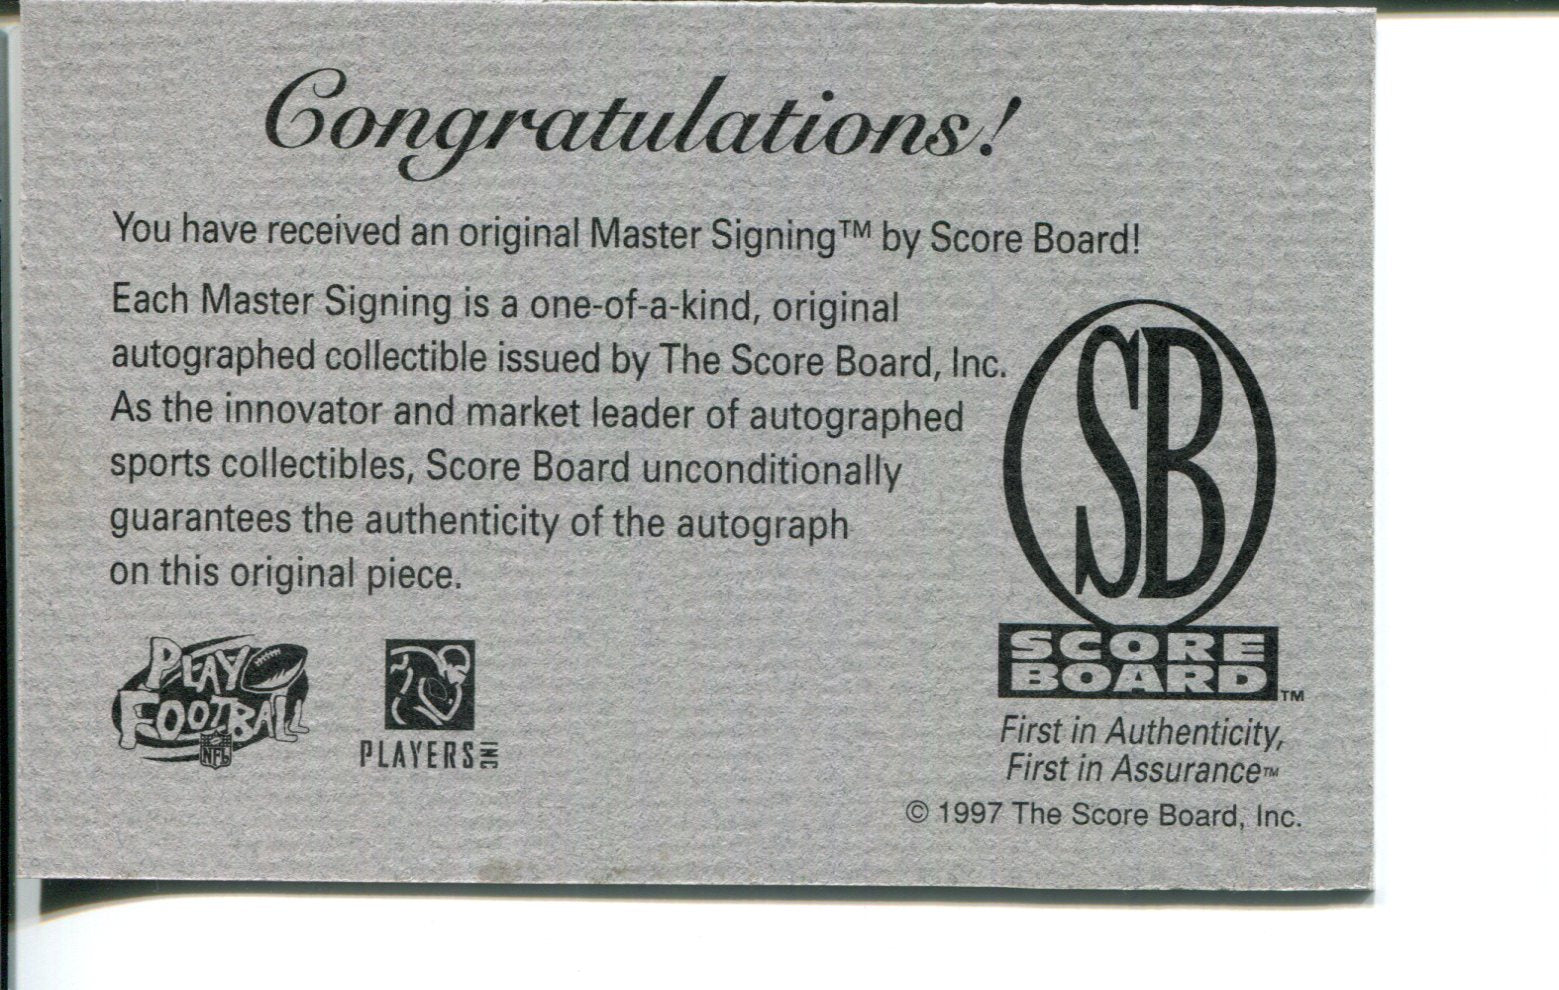 Congratulations!
You have received an original Master Signing™ by Score Board!
Each Master Signing is a one-of-a-kind, original
autographed collectible issued by The Score Board, Inc.
As the innovator and market leader of autographed
sports collectibles, Score Board unconditionally
guarantees the authenticity of the autograph
on this original piece.
SB
SCORE
BOARD™
First in Authenticity,
First in Assurance™
© 1997 The Score Board, Inc.
PLAY
FOOTBALL
NFL
PLAYERS INC